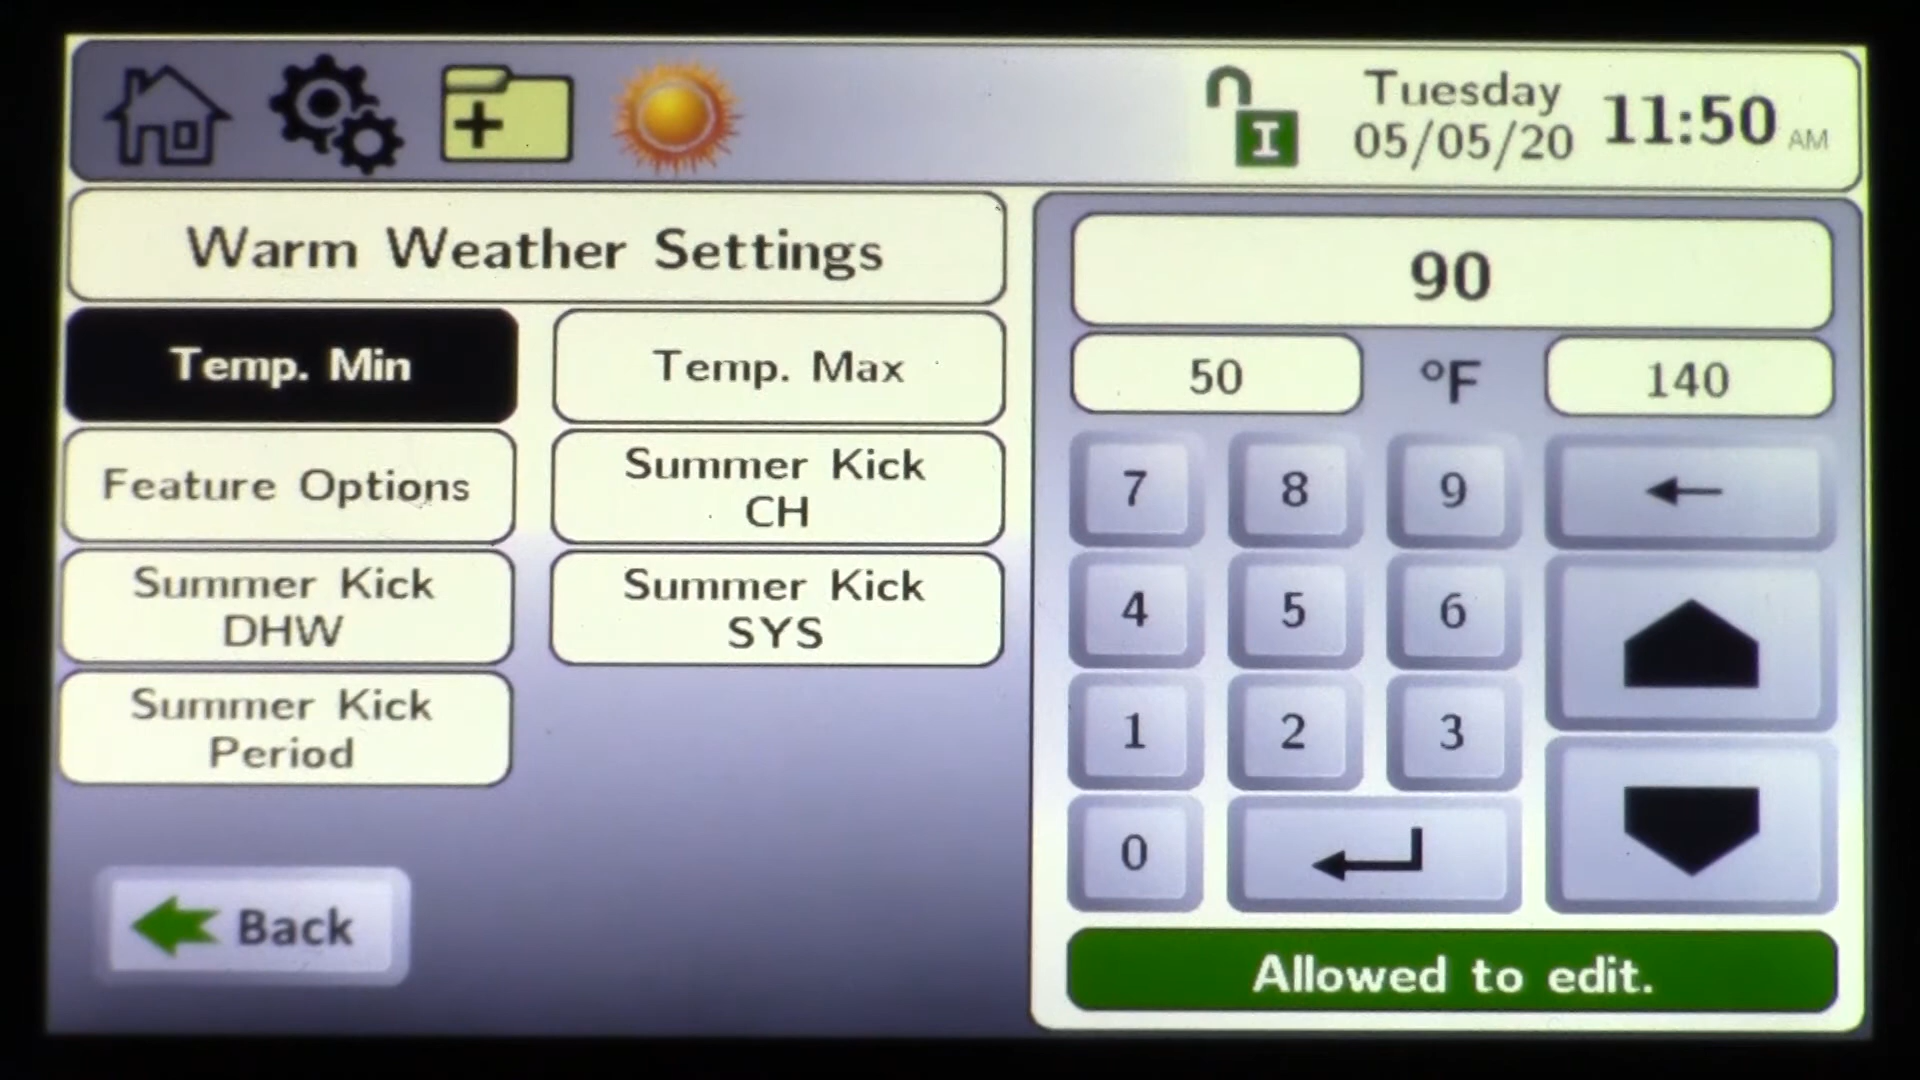 I
Tuesday
05/05/20
11:50 AM
Warm Weather Settings
Temp. Min
Temp. Max
Feature Options
Summer Kick
CH
Summer Kick
DHW
Summer Kick
SYS
Summer Kick
Period
Back
90
50 °F 140
7 8 9
4 5 6
1 2 3
0
Allowed to edit.